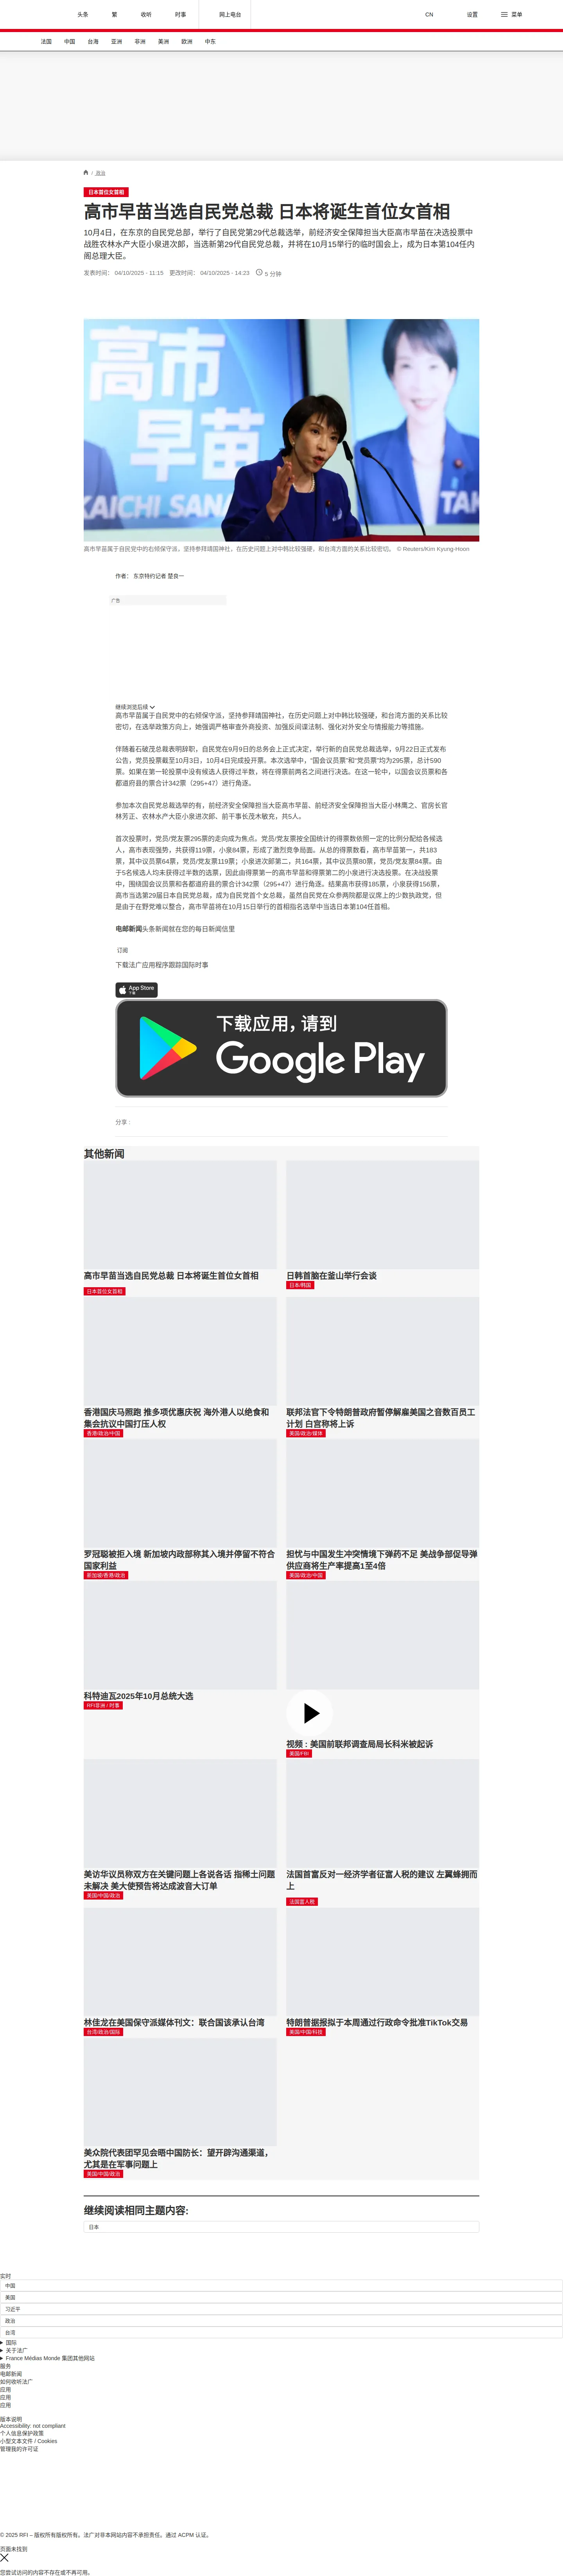 头条 繁 收听 时事 网上电台 CN 设置 菜单
法国 中国 台海 亚洲 非洲 美洲 欧洲 中东
/ 政治
日本首位女首相
高市早苗当选自民党总裁 日本将诞生首位女首相
10月4日，在东京的自民党总部，举行了自民党第29代总裁选举，前经济安全保障担当大臣高市早苗在决选投票中
战胜农林水产大臣小泉进次郎，当选新第29代自民党总裁，并将在10月15举行的临时国会上，成为日本第104任内
阁总理大臣。
发表时间： 04/10/2025 - 11:15 更改时间： 04/10/2025 - 14:23 5 分钟
高市
早苗
KAICHI SANA
TAK
高市早苗属于自民党中的右倾保守派。坚持参拜靖国神社，在历史问题上对中韩比较强硬，和台湾方面的关系比较密切。 © Reuters/Kim Kyung-Hoon
作者： 东京特约记者 楚良一
广告
继续浏览后续
高市早苗属于自民党中的右倾保守派，坚持参拜靖国神社，在历史问题上对中韩比较强硬，和台湾方面的关系比较
密切，在选举政策方向上，她强调严格审查外商投资、加强反间谍法制、强化对外安全与情报能力等措施。
伴随着石破茂总裁表明辞职，自民党在9月9日的总务会上正式决定，举行新的自民党总裁选举，9月22日正式发布
公告，党员投票截至10月3日，10月4日完成投开票。本次选举中，“国会议员票”和“党员票”均为295票，总计590
票。如果在第一轮投票中没有候选人获得过半数，将在得票前两名之间进行决选。在这一轮中，以国会议员票和各
都道府县的票合计342票（295+47）进行角逐。
参加本次自民党总裁选举的有，前经济安全保障担当大臣高市早苗、前经济安全保障担当大臣小林鹰之、官房长官
林芳正、农林水产大臣小泉进次郎、前干事长茂木敏充，共5人。
首次投票时，党员/党友票295票的走向成为焦点。党员/党友票按全国统计的得票数依照一定的比例分配给各候选
人，高市表现强势，共获得119票，小泉84票，形成了激烈竞争局面。从总的得票数看，高市早苗第一，共183
票，其中议员票64票，党员/党友票119票；小泉进次郎第二，共164票，其中议员票80票，党员/党友票84票。由
于5名候选人均未获得过半数的选票，因此由得票第一的高市早苗和得票第二的小泉进行决选投票。在决战投票
中，围绕国会议员票和各都道府县的票合计342票（295+47）进行角逐。结果高市获得185票，小泉获得156票，
高市当选第29届日本自民党总裁，成为自民党首个女总裁，虽然自民党在众参两院都是议席上的少数执政党，但
是由于在野党难以整合，高市早苗将在10月15日举行的首相指名选举中当选日本第104任首相。
电邮新闻头条新闻就在您的每日新闻信里
订阅
下载法广应用程序跟踪国际时事
App Store
下载
下载应用，请到
Google Play
分享 :
其他新闻
高市早苗当选自民党总裁 日本将诞生首位女首相
日本首位女首相
日韩首脑在釜山举行会谈
日本/韩国
香港国庆马照跑 推多项优惠庆祝 海外港人以绝食和
集会抗议中国打压人权
香港/政治/中国
联邦法官下令特朗普政府暂停解雇美国之音数百员工
计划 白宫称将上诉
美国/政治/媒体
罗冠聪被拒入境 新加坡内政部称其入境并停留不符合
国家利益
新加坡/香港/政治
担忧与中国发生冲突情境下弹药不足 美战争部促导弹
供应商将生产率提高1至4倍
美国/政治/中国
科特迪瓦2025年10月总统大选
RFI亚洲 / 时事
视频 : 美国前联邦调查局局长科米被起诉
美国/FBI
美访华议员称双方在关键问题上各说各话 指稀土问题
未解决 美大使预告将达成波音大订单
美国/中国/政治
法国首富反对一经济学者征富人税的建议 左翼蜂拥而
上
法国富人税
林佳龙在美国保守派媒体刊文：联合国该承认台湾
台湾/政治/国际
特朗普据报拟于本周通过行政命令批准TikTok交易
美国/中国/科技
美众院代表团罕见会晤中国防长：望开辟沟通渠道，
尤其是在军事问题上
美国/中国/政治
继续阅读相同主题内容:
日本
实时
中国
美国
习近平
政治
台湾
国际
关于法广
France Médias Monde 集团其他网站
服务
电邮新闻
如何收听法广
应用
应用
应用
版本说明
Accessibility: not compliant
个人信息保护政策
小型文本文件 / Cookies
管理我的许可证
© 2025 RFI – 版权所有版权所有。法广对非本网站内容不承担责任。通过 ACPM 认证。
页面未找到
您尝试访问的内容不存在或不再可用。